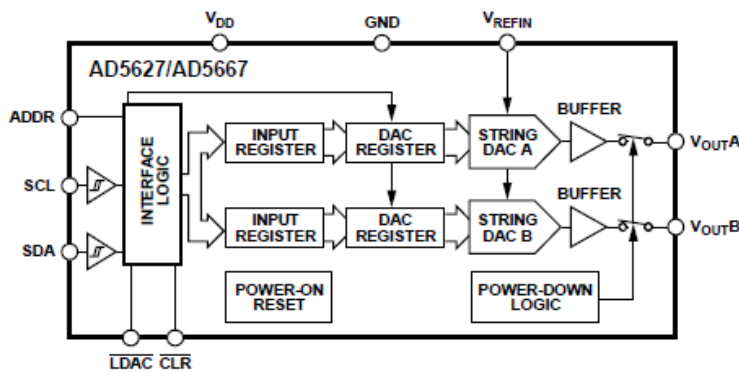 VDD
GND
VREFIN
AD5627/AD5667
ADDR
SCL
SDA
INTERFACE
LOGIC
INPUT
REGISTER
DAC
REGISTER
STRING
DAC A
BUFFER
VOUTA
INPUT
REGISTER
DAC
REGISTER
STRING
DAC B
BUFFER
VOUTB
POWER-ON
RESET
POWER-DOWN
LOGIC
LDAC
CLR